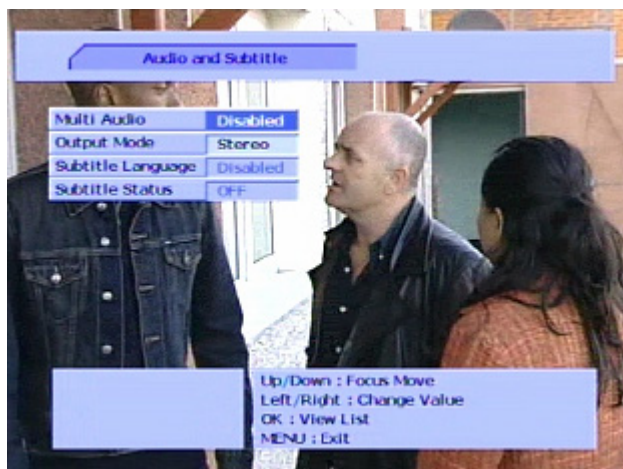 Audio and Subtitle
Multi Audio Disabled
Output Mode Stereo
Subtitle Language Disabled
Subtitle Status OFF
Up/Down : Focus Move
Left/Right : Change Value
OK : View List
MENU : Exit